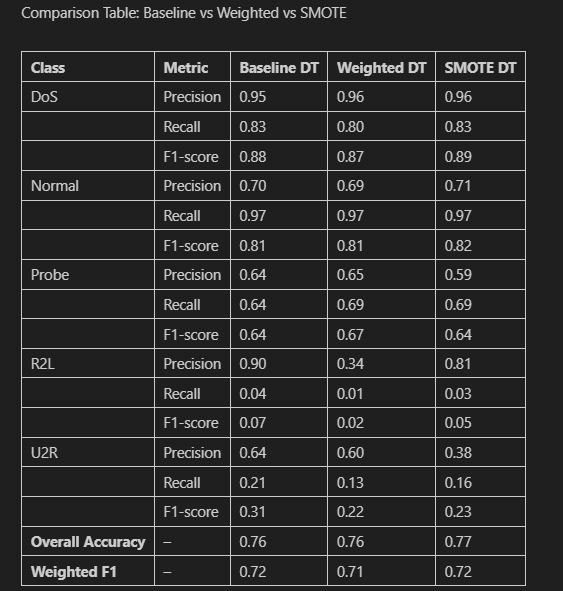 Comparison Table: Baseline vs Weighted vs SMOTE
Class Metric Baseline DT Weighted DT SMOTE DT
DoS Precision 0.95 0.96 0.96
Recall 0.83 0.80 0.83
F1-score 0.88 0.87 0.89
Normal Precision 0.70 0.69 0.71
Recall 0.97 0.97 0.97
F1-score 0.81 0.81 0.82
Probe Precision 0.64 0.65 0.59
Recall 0.64 0.69 0.69
F1-score 0.64 0.67 0.64
R2L Precision 0.90 0.34 0.81
Recall 0.04 0.01 0.03
F1-score 0.07 0.02 0.05
U2R Precision 0.64 0.60 0.38
Recall 0.21 0.13 0.16
F1-score 0.31 0.22 0.23
Overall Accuracy – 0.76 0.76 0.77
Weighted F1 – 0.72 0.71 0.72